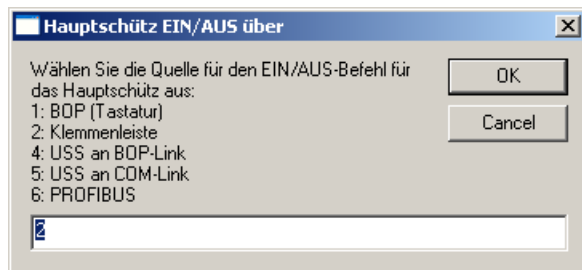 Hauptschütz EIN/AUS über
Wählen Sie die Quelle für den EIN/AUS-Befehl für
das Hauptschütz aus:
1: BOP (Tastatur)
2: Klemmenleiste
4: USS an BOP-Link
5: USS an COM-Link
6: PROFIBUS
OK
Cancel
2